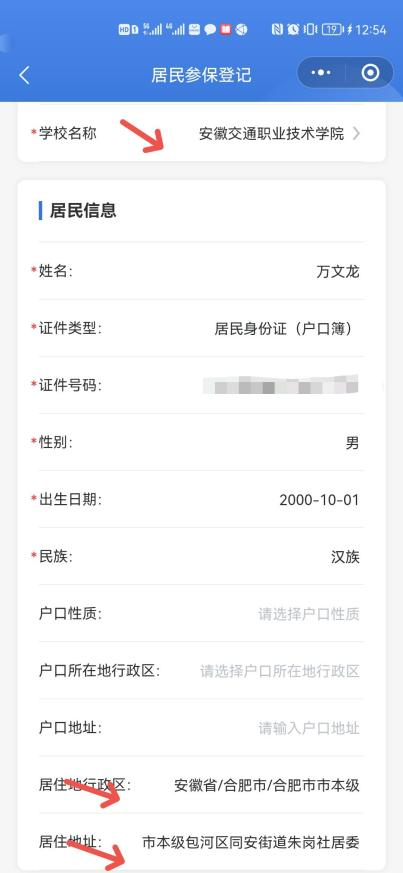 HD 5G 4G 19 12:54
居民参保登记
*学校名称 安徽交通职业技术学院
居民信息
*姓名: 万文龙
*证件类型: 居民身份证（户口簿）
*证件号码:
*性别: 男
*出生日期: 2000-10-01
*民族: 汉族
户口性质: 请选择户口性质
户口所在地行政区: 请选择户口所在地行政区
户口地址: 请输入户口地址
居住地行政区: 安徽省/合肥市/合肥市市本级
居住地址: 市本级包河区同安街道朱岗社居委